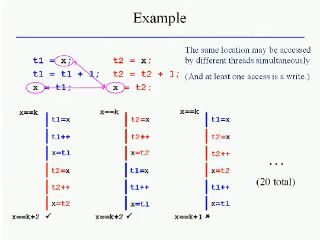 Example
t1 = x; t2 = x;
t1 = t1 + 1; t2 = t2 + 1;
x = t1; x = t2;
The same location may be accessed
by different threads simultaneously.
(And at least one access is a write.)
x==k x==k x==k
t1=x t2=x t1=x
t1++ t2++ t2=x
x=t1 x=t2 t2++
t2=x t1=x x=t2
t2++ t1++ t1++
x=t2 x=t1 x=t1
...
(20 total)
x==k+2 ✓ x==k+2 ✓ x==k+1 ✖